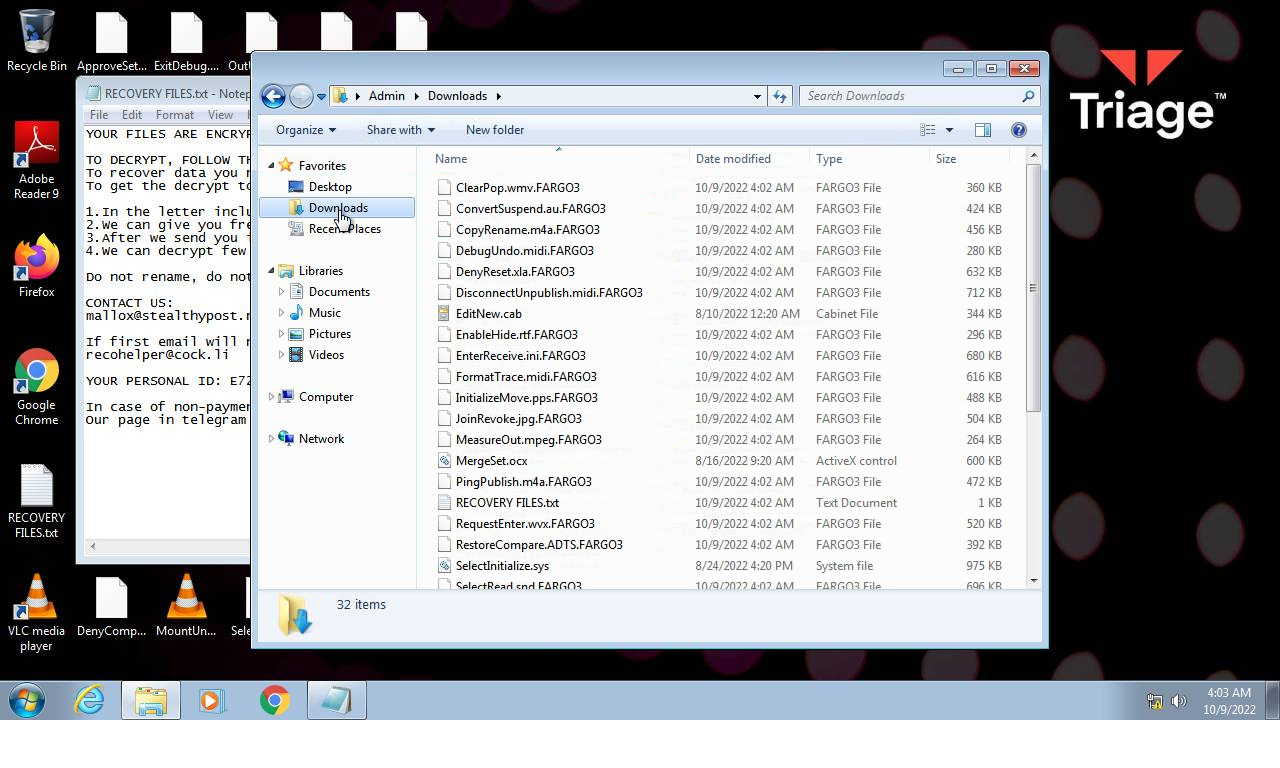 Recycle Bin
ApproveSet...
ExitDebug....
Triage™
RECOVERY FILES.txt - Notep
File Edit Format View
YOUR FILES ARE ENCRYP
TO DECRYPT, FOLLOW TH
To recover data you n
To get the decrypt to
1.In the letter inclu
2.We can give you fre
3.After we send you i
4.We can decrypt few
Do not rename, do not
CONTACT US:
mallox@stealthypost.n
If first email will n
recohelper@cock.li
YOUR PERSONAL ID: E72
In case of non-paymen
Our page in telegram
Admin Downloads
Search Downloads
Organize Share with New folder
Favorites
Desktop
Downloads
Recent Places
Libraries
Documents
Music
Pictures
Videos
Computer
Network
Name Date modified Type Size
ClearPop.wmv.FARGO3 10/9/2022 4:02 AM FARGO3 File 360 KB
ConvertSuspend.au.FARGO3 10/9/2022 4:02 AM FARGO3 File 424 KB
CopyRename.m4a.FARGO3 10/9/2022 4:02 AM FARGO3 File 456 KB
DebugUndo.midi.FARGO3 10/9/2022 4:02 AM FARGO3 File 280 KB
DenyReset.xla.FARGO3 10/9/2022 4:02 AM FARGO3 File 632 KB
DisconnectUnpublish.midi.FARGO3 10/9/2022 4:02 AM FARGO3 File 712 KB
EditNew.cab 8/10/2022 12:20 AM Cabinet File 344 KB
EnableHide.rtf.FARGO3 10/9/2022 4:02 AM FARGO3 File 296 KB
EnterReceive.ini.FARGO3 10/9/2022 4:02 AM FARGO3 File 680 KB
FormatTrace.midi.FARGO3 10/9/2022 4:02 AM FARGO3 File 616 KB
InitializeMove.pps.FARGO3 10/9/2022 4:02 AM FARGO3 File 488 KB
JoinRevoke.jpg.FARGO3 10/9/2022 4:02 AM FARGO3 File 504 KB
MeasureOut.mpeg.FARGO3 10/9/2022 4:02 AM FARGO3 File 264 KB
MergeSet.ocx 8/16/2022 9:20 AM ActiveX control 600 KB
PingPublish.m4a.FARGO3 10/9/2022 4:02 AM FARGO3 File 472 KB
RECOVERY FILES.txt 10/9/2022 4:02 AM Text Document 1 KB
RequestEnter.wvx.FARGO3 10/9/2022 4:02 AM FARGO3 File 520 KB
RestoreCompare.ADTS.FARGO3 10/9/2022 4:02 AM FARGO3 File 392 KB
SelectInitialize.sys 8/24/2022 4:20 PM System file 975 KB
SelectRead.snd.FARGO3 10/9/2022 4:02 AM FARGO3 File 696 KB
32 items
Adobe
Reader 9
Firefox
Google
Chrome
RECOVERY
FILES.txt
VLC media
player
DenyComp...
MountUn...
4:03 AM
10/9/2022